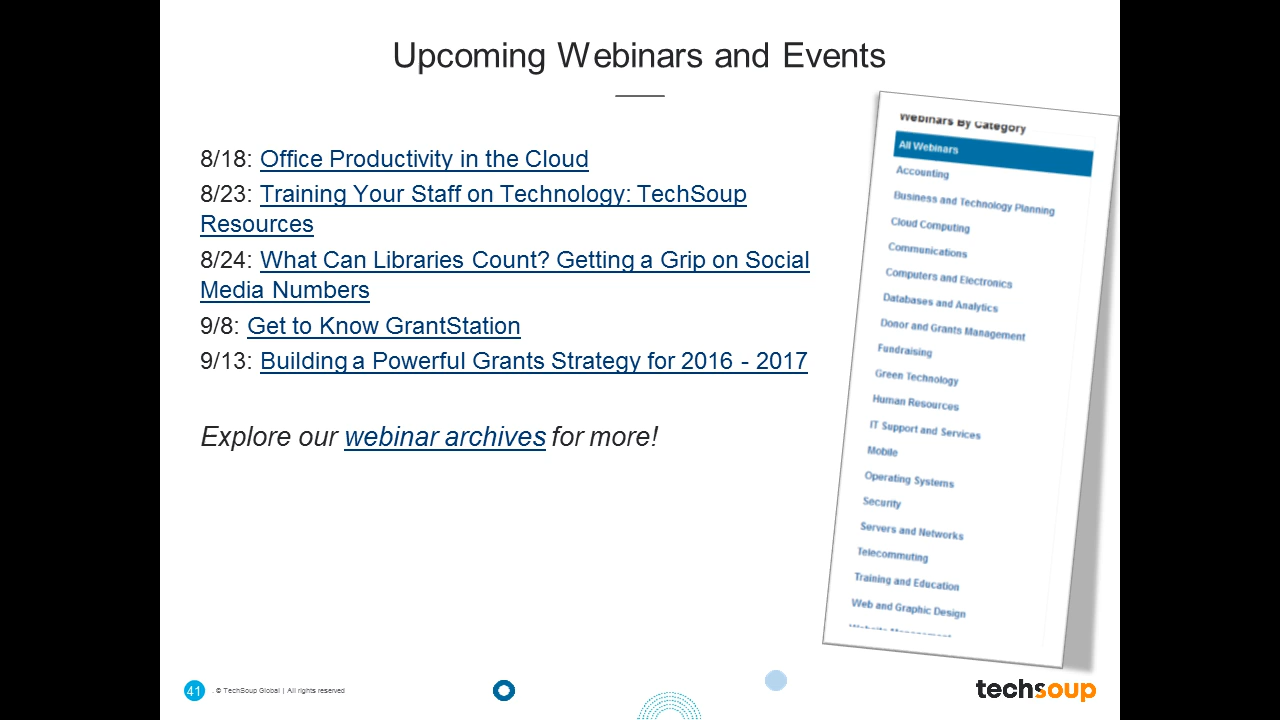 Upcoming Webinars and Events
8/18: Office Productivity in the Cloud
8/23: Training Your Staff on Technology: TechSoup
Resources
8/24: What Can Libraries Count? Getting a Grip on Social
Media Numbers
9/8: Get to Know GrantStation
9/13: Building a Powerful Grants Strategy for 2016 - 2017
Explore our webinar archives for more!
Webinars By Category
All Webinars
Accounting
Business and Technology Planning
Cloud Computing
Communications
Computers and Electronics
Databases and Analytics
Donor and Grants Management
Fundraising
Green Technology
Human Resources
IT Support and Services
Mobile
Operating Systems
Security
Servers and Networks
Telecommuting
Training and Education
Web and Graphic Design
Website Management
41 . © TechSoup Global | All rights reserved
techsoup